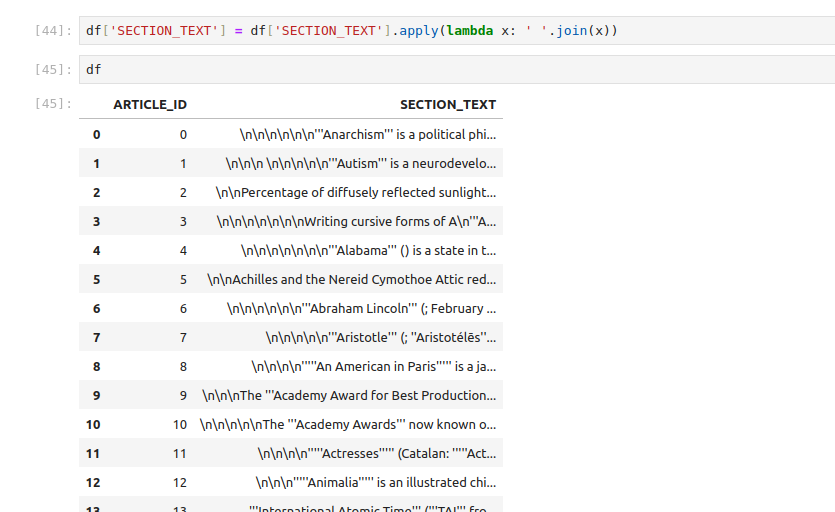 [44]: df['SECTION_TEXT'] = df['SECTION_TEXT'].apply(lambda x: ' '.join(x))
[45]: df
[45]: ARTICLE_ID SECTION_TEXT
0 0 \n\n\n\n\n\n'''Anarchism''' is a political phi...
1 1 \n\n\n \n\n\n\n\n'''Autism''' is a neurodevelo...
2 2 \n\nPercentage of diffusely reflected sunlight...
3 3 \n\n\n\n\n\n\nWriting cursive forms of A\n'''A...
4 4 \n\n\n\n\n\n\n'''Alabama''' () is a state in t...
5 5 \n\nAchilles and the Nereid Cymothoe Attic red...
6 6 \n\n\n\n\n\n'''Abraham Lincoln''' (; February ...
7 7 \n\n\n\n\n'''Aristotle''' (; ''Aristotélēs''...
8 8 \n\n\n\n'''''An American in Paris''''' is a ja...
9 9 \n\n\nThe '''Academy Award for Best Production...
10 10 \n\n\n\n\nThe '''Academy Awards''' now known o...
11 11 \n\n\n\n'''''Actresses''''' (Catalan: '''''Act...
12 12 \n\n\n'''''Animalia''''' is an illustrated chi...
13 13 '''International Atomic Time''' ('''TAI''' fro...